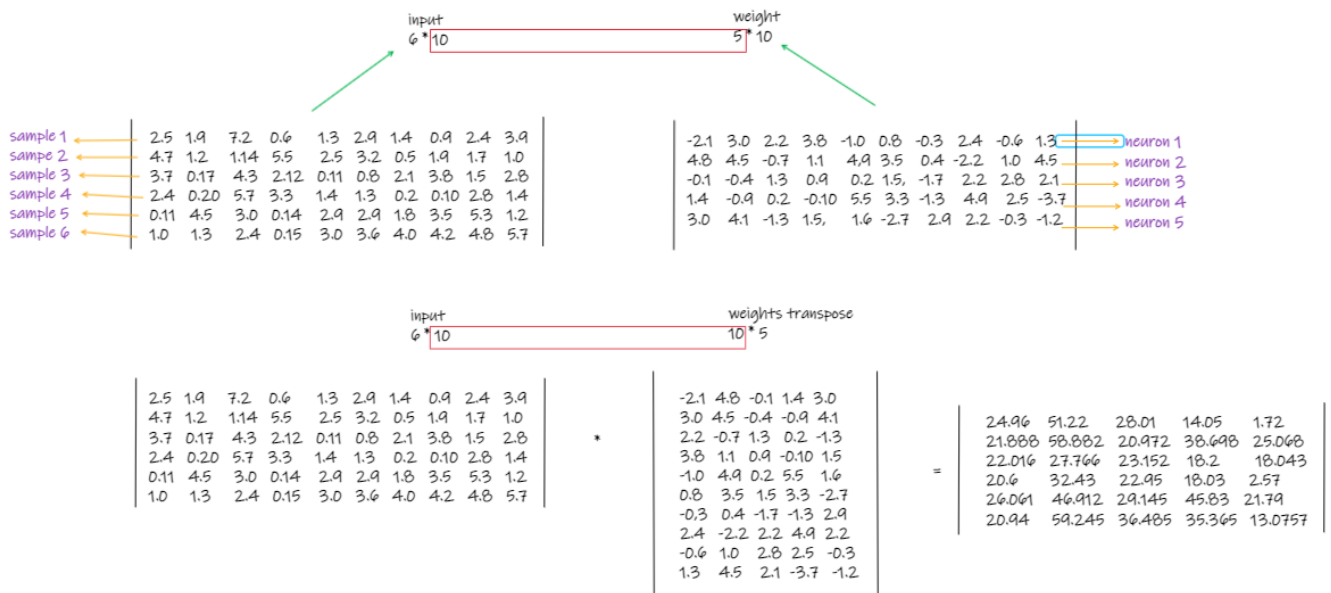 input weight
6 * 10 5 * 10
sample 1 2.5 1.9 7.2 0.6 1.3 2.9 1.4 0.9 2.4 3.9
sampe 2 4.7 1.2 1.14 5.5 2.5 3.2 0.5 1.9 1.7 1.0
sample 3 3.7 0.17 4.3 2.12 0.11 0.8 2.1 3.8 1.5 2.8
sample 4 2.4 0.20 5.7 3.3 1.4 1.3 0.2 0.10 2.8 1.4
sample 5 0.11 4.5 3.0 0.14 2.9 2.9 1.8 3.5 5.3 1.2
sample 6 1.0 1.3 2.4 0.15 3.0 3.6 4.0 4.2 4.8 5.7
-2.1 3.0 2.2 3.8 -1.0 0.8 -0.3 2.4 -0.6 1.3 neuron 1
4.8 4.5 -0.7 1.1 4.9 3.5 0.4 -2.2 1.0 4.5 neuron 2
-0.1 -0.4 1.3 0.9 0.2 1.5, -1.7 2.2 2.8 2.1 neuron 3
1.4 -0.9 0.2 -0.10 5.5 3.3 -1.3 4.9 2.5 -3.7 neuron 4
3.0 4.1 -1.3 1.5, 1.6 -2.7 2.9 2.2 -0.3 -1.2 neuron 5
input weights transpose
6 * 10 10 * 5
2.5 1.9 7.2 0.6 1.3 2.9 1.4 0.9 2.4 3.9
4.7 1.2 1.14 5.5 2.5 3.2 0.5 1.9 1.7 1.0
3.7 0.17 4.3 2.12 0.11 0.8 2.1 3.8 1.5 2.8
2.4 0.20 5.7 3.3 1.4 1.3 0.2 0.10 2.8 1.4
0.11 4.5 3.0 0.14 2.9 2.9 1.8 3.5 5.3 1.2
1.0 1.3 2.4 0.15 3.0 3.6 4.0 4.2 4.8 5.7
*
-2.1 4.8 -0.1 1.4 3.0
3.0 4.5 -0.4 -0.9 4.1
2.2 -0.7 1.3 0.2 -1.3
3.8 1.1 0.9 -0.10 1.5
-1.0 4.9 0.2 5.5 1.6
0.8 3.5 1.5 3.3 -2.7
-0,3 0.4 -1.7 -1.3 2.9
2.4 -2.2 2.2 4.9 2.2
-0.6 1.0 2.8 2.5 -0.3
1.3 4.5 2.1 -3.7 -1.2
=
24.96 51.22 28.01 14.05 1.72
21.888 58.882 20.972 38.698 25.068
22.016 27.766 23.152 18.2 18.043
20.6 32.43 22.95 18.03 2.57
26.061 46.912 29.145 45.83 21.79
20.94 59.245 36.485 35.365 13.0757